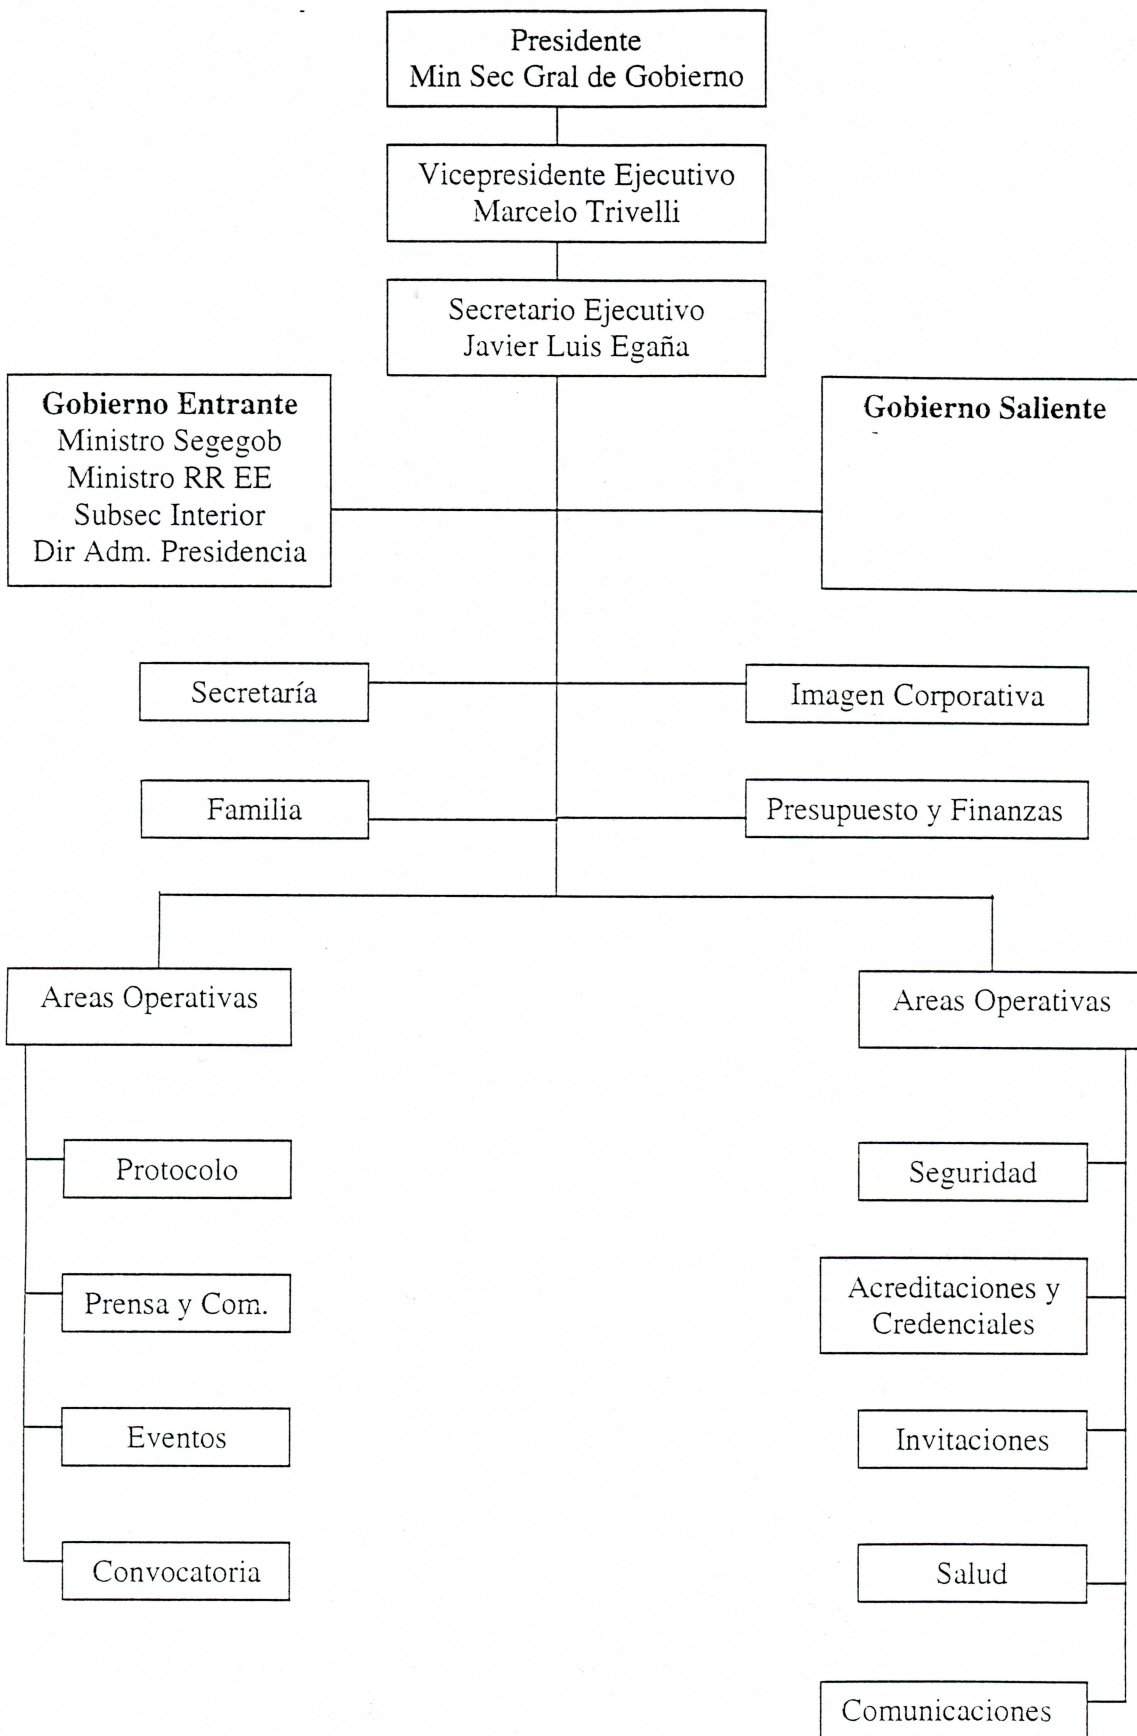 Presidente
Min Sec Gral de Gobierno
Vicepresidente Ejecutivo
Marcelo Trivelli
Secretario Ejecutivo
Javier Luis Egaña
Gobierno Entrante
Ministro Segegob
Ministro RR EE
Subsec Interior
Dir Adm. Presidencia
Gobierno Saliente
Secretaría
Imagen Corporativa
Familia
Presupuesto y Finanzas
Areas Operativas
Areas Operativas
Protocolo
Seguridad
Prensa y Com.
Acreditaciones y
Credenciales
Eventos
Invitaciones
Convocatoria
Salud
Comunicaciones